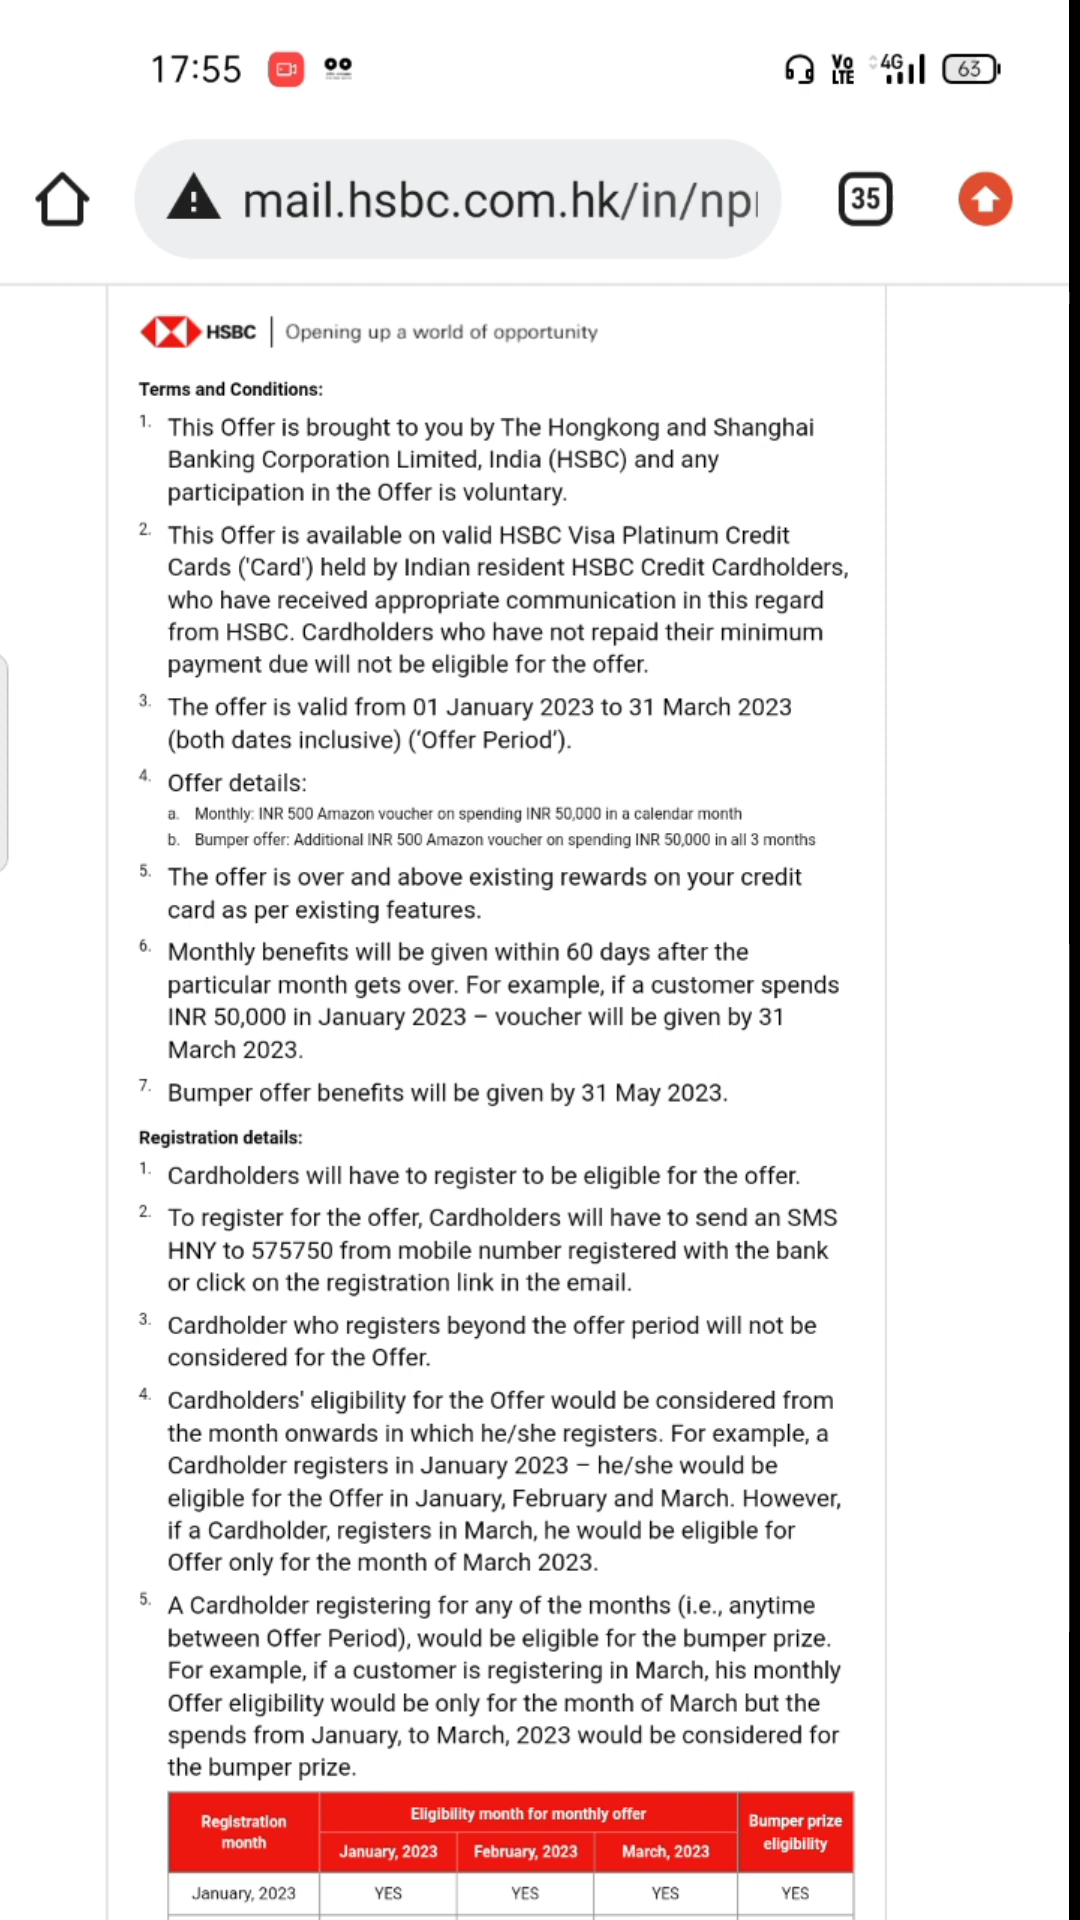 17:55
Vo
LTE
4G
63
mail.hsbc.com.hk/in/np
35
HSBC | Opening up a world of opportunity
Terms and Conditions:
1. This Offer is brought to you by The Hongkong and Shanghai
Banking Corporation Limited, India (HSBC) and any
participation in the Offer is voluntary.
2. This Offer is available on valid HSBC Visa Platinum Credit
Cards ('Card') held by Indian resident HSBC Credit Cardholders,
who have received appropriate communication in this regard
from HSBC. Cardholders who have not repaid their minimum
payment due will not be eligible for the offer.
3. The offer is valid from 01 January 2023 to 31 March 2023
(both dates inclusive) (‘Offer Period’).
4. Offer details:
a. Monthly: INR 500 Amazon voucher on spending INR 50,000 in a calendar month
b. Bumper offer: Additional INR 500 Amazon voucher on spending INR 50,000 in all 3 months
5. The offer is over and above existing rewards on your credit
card as per existing features.
6. Monthly benefits will be given within 60 days after the
particular month gets over. For example, if a customer spends
INR 50,000 in January 2023 – voucher will be given by 31
March 2023.
7. Bumper offer benefits will be given by 31 May 2023.
Registration details:
1. Cardholders will have to register to be eligible for the offer.
2. To register for the offer, Cardholders will have to send an SMS
HNY to 575750 from mobile number registered with the bank
or click on the registration link in the email.
3. Cardholder who registers beyond the offer period will not be
considered for the Offer.
4. Cardholders' eligibility for the Offer would be considered from
the month onwards in which he/she registers. For example, a
Cardholder registers in January 2023 – he/she would be
eligible for the Offer in January, February and March. However,
if a Cardholder, registers in March, he would be eligible for
Offer only for the month of March 2023.
5. A Cardholder registering for any of the months (i.e., anytime
between Offer Period), would be eligible for the bumper prize.
For example, if a customer is registering in March, his monthly
Offer eligibility would be only for the month of March but the
spends from January, to March, 2023 would be considered for
the bumper prize.
Registration month | Eligibility month for monthly offer | Bumper prize eligibility
January, 2023 | February, 2023 | March, 2023
January, 2023 | YES | YES | YES | YES